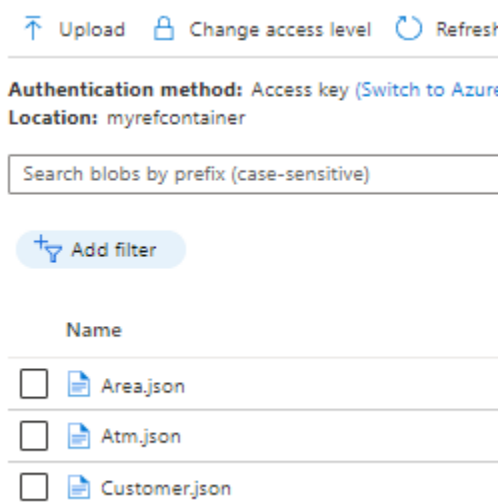 Upload Change access level Refresh
Authentication method: Access key (Switch to Azure
Location: myrefcontainer
Search blobs by prefix (case-sensitive)
Add filter
Name
Area.json
Atm.json
Customer.json